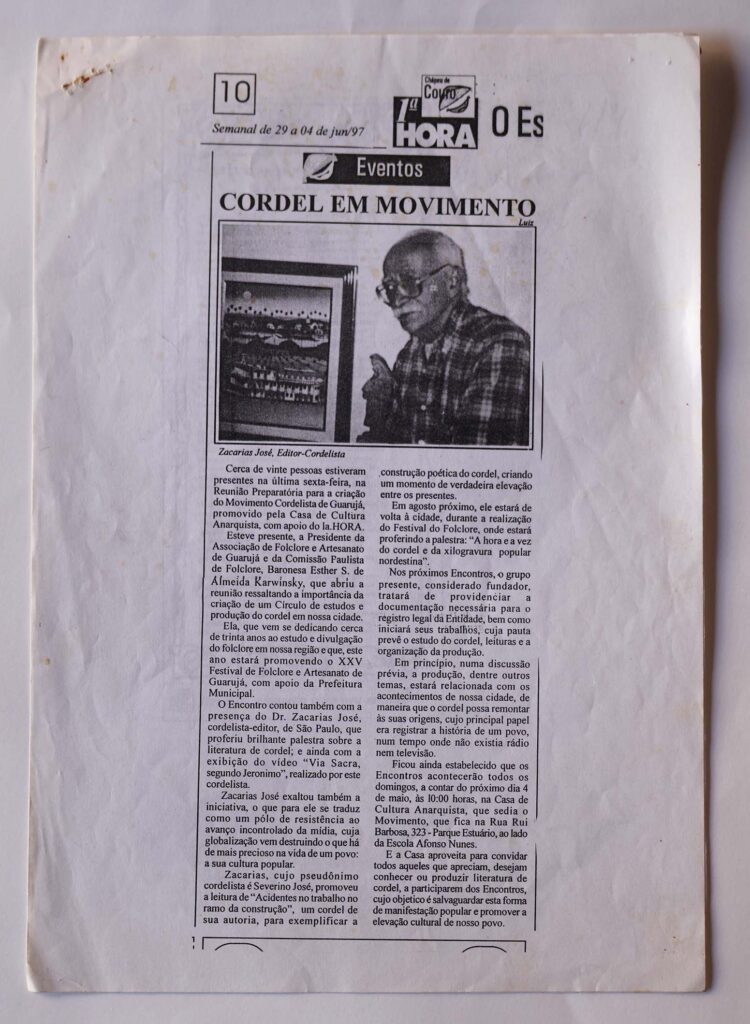 10
Semanal de 29 a 04 de jun/97
Chápeu de
Couro
1ª
HORA
O Es
Eventos
CORDEL EM MOVIMENTO
Luiz
Zacarias José, Editor-Cordelista
Cerca de vinte pessoas estiveram
presentes na última sexta-feira, na
Reunião Preparatória para a criação
do Movimento Cordelista de Guarujá,
promovido pela Casa de Cultura
Anarquista, com apoio do 1a.HORA.
Esteve presente, a Presidente da
Associação de Folclore e Artesanato
de Guarujá e da Comissão Paulista
de Folclore, Baronesa Esther S. de
Almeida Karwinsky, que abriu a
reunião ressaltando a importância da
criação de um Círculo de estudos e
produção do cordel em nossa cidade.
Ela, que vem se dedicando cerca
de trinta anos ao estudo e divulgação
do folclore em nossa região e que, este
ano estará promovendo o XXV
Festival de Folclore e Artesanato de
Guarujá, com apoio da Prefeitura
Municipal.
O Encontro contou também com a
presença do Dr. Zacarias José,
cordelista-editor, de São Paulo, que
proferiu brilhante palestra sobre a
literatura de cordel; e ainda com a
exibição do vídeo "Via Sacra,
segundo Jeronimo", realizado por este
cordelista.
Zacarias José exaltou também a
iniciativa, o que para ele se traduz
como um pólo de resistência ao
avanço incontrolado da mídia, cuja
globalização vem destruindo o que há
de mais precioso na vida de um povo:
a sua cultura popular.
Zacarias, cujo pseudônimo
cordelista é Severino José, promoveu
a leitura de "Acidentes no trabalho no
ramo da construção", um cordel de
sua autoria, para exemplificar a
construção poética do cordel, criando
um momento de verdadeira elevação
entre os presentes.
Em agosto próximo, ele estará de
volta à cidade, durante a realização
do Festival do Folclore, onde estará
proferindo a palestra: "A hora e a vez
do cordel e da xilogravura popular
nordestina".
Nos próximos Encontros, o grupo
presente, considerado fundador,
tratará de providenciar a
documentação necessária para o
registro legal da Entidade, bem como
iniciará seus trabalhos, cuja pauta
prevê o estudo do cordel, leituras e a
organização da produção.
Em princípio, numa discussão
prévia, a produção, dentre outros
temas, estará relacionada com os
acontecimentos de nossa cidade, de
maneira que o cordel possa remontar
às suas origens, cujo principal papel
era registrar a história de um povo,
num tempo onde não existia rádio
nem televisão.
Ficou ainda estabelecido que os
Encontros acontecerão todos os
domingos, a contar do próximo dia 4
de maio, às 10:00 horas, na Casa de
Cultura Anarquista, que sedia o
Movimento, que fica na Rua Rui
Barbosa, 323 - Parque Estuário, ao lado
da Escola Afonso Nunes.
E a Casa aproveita para convidar
todos aqueles que apreciam, desejam
conhecer ou produzir literatura de
cordel, a participarem dos Encontros,
cujo objetico é salvaguardar esta forma
de manifestação popular e promover a
elevação cultural de nosso povo.